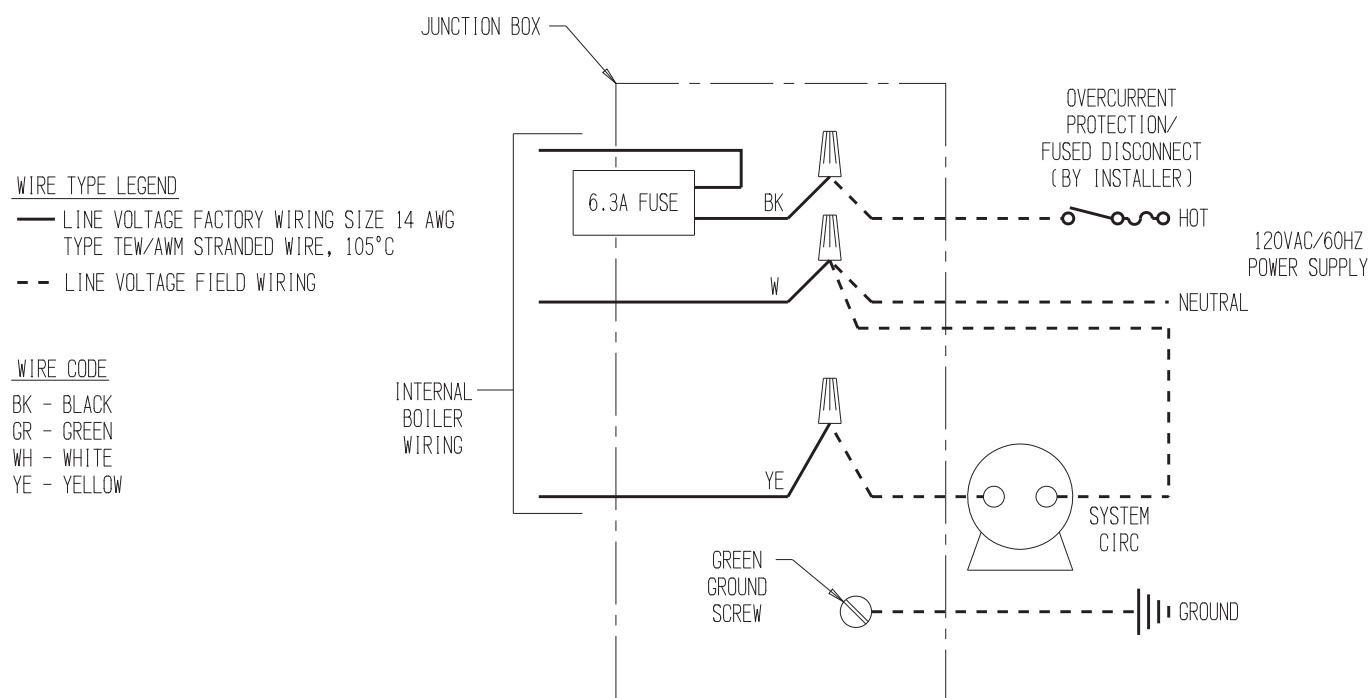 JUNCTION BOX
OVERCURRENT
PROTECTION/
FUSED DISCONNECT
(BY INSTALLER)
WIRE TYPE LEGEND
LINE VOLTAGE FACTORY WIRING SIZE 14 AWG
TYPE TEW/AWM STRANDED WIRE, 105°C
LINE VOLTAGE FIELD WIRING
6.3A FUSE
BK
HOT
120VAC/60HZ
POWER SUPPLY
W
NEUTRAL
WIRE CODE
BK - BLACK
GR - GREEN
WH - WHITE
YE - YELLOW
INTERNAL
BOILER
WIRING
YE
SYSTEM
CIRC
GREEN
GROUND
SCREW
GROUND